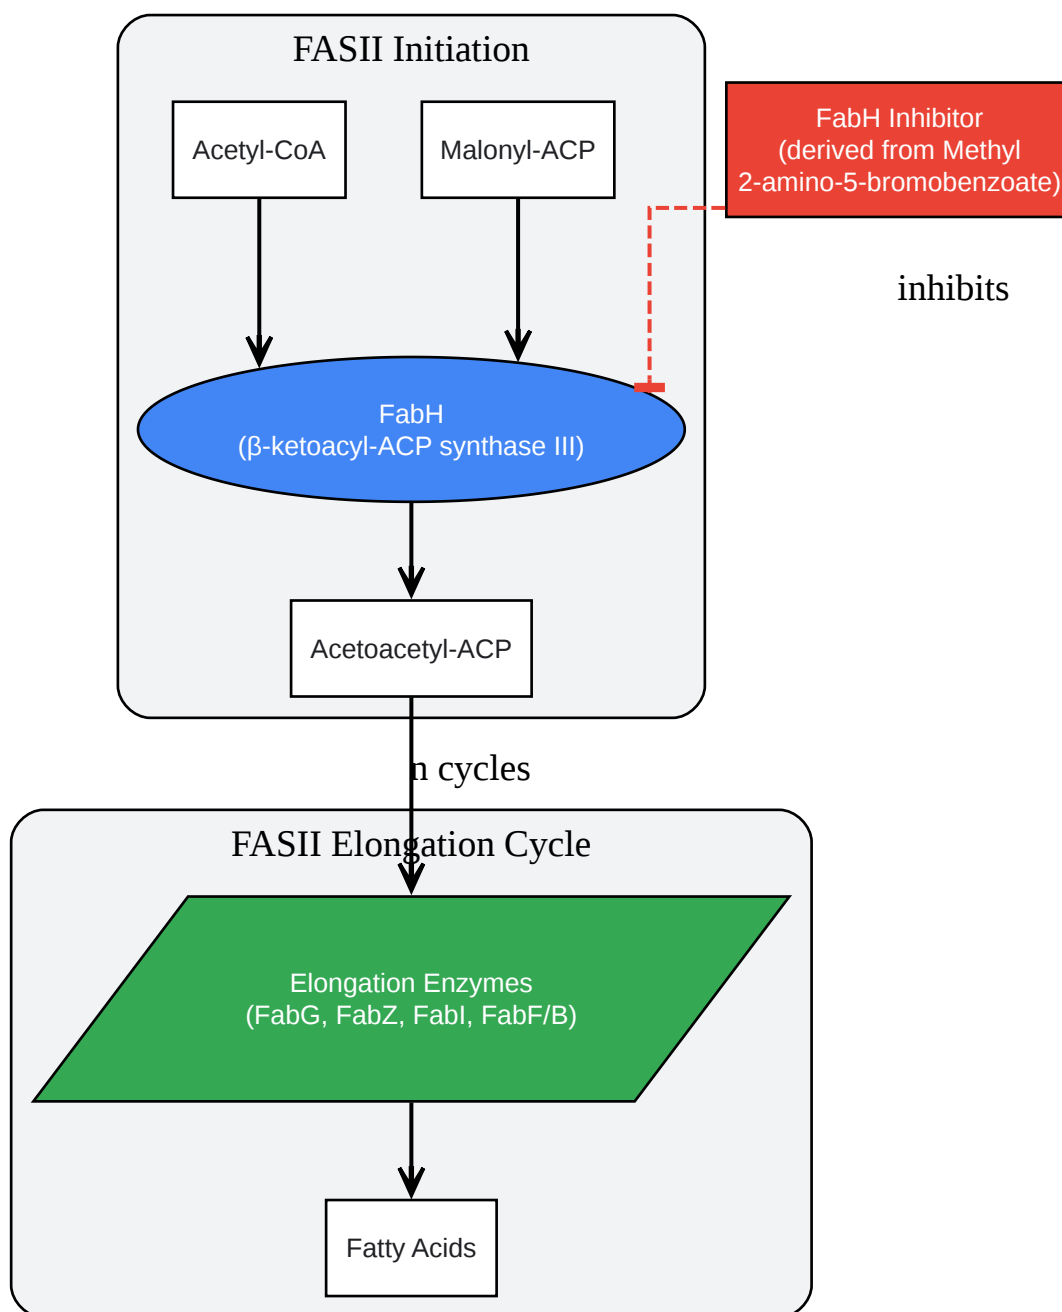 FASII Initiation
Acetyl-CoA
Malonyl-ACP
FabH Inhibitor
(derived from Methyl
2-amino-5-bromobenzoate)
inhibits
FabH
(β-ketoacyl-ACP synthase III)
Acetoacetyl-ACP
n cycles
FASII Elongation Cycle
Elongation Enzymes
(FabG, FabZ, FabI, FabF/B)
Fatty Acids